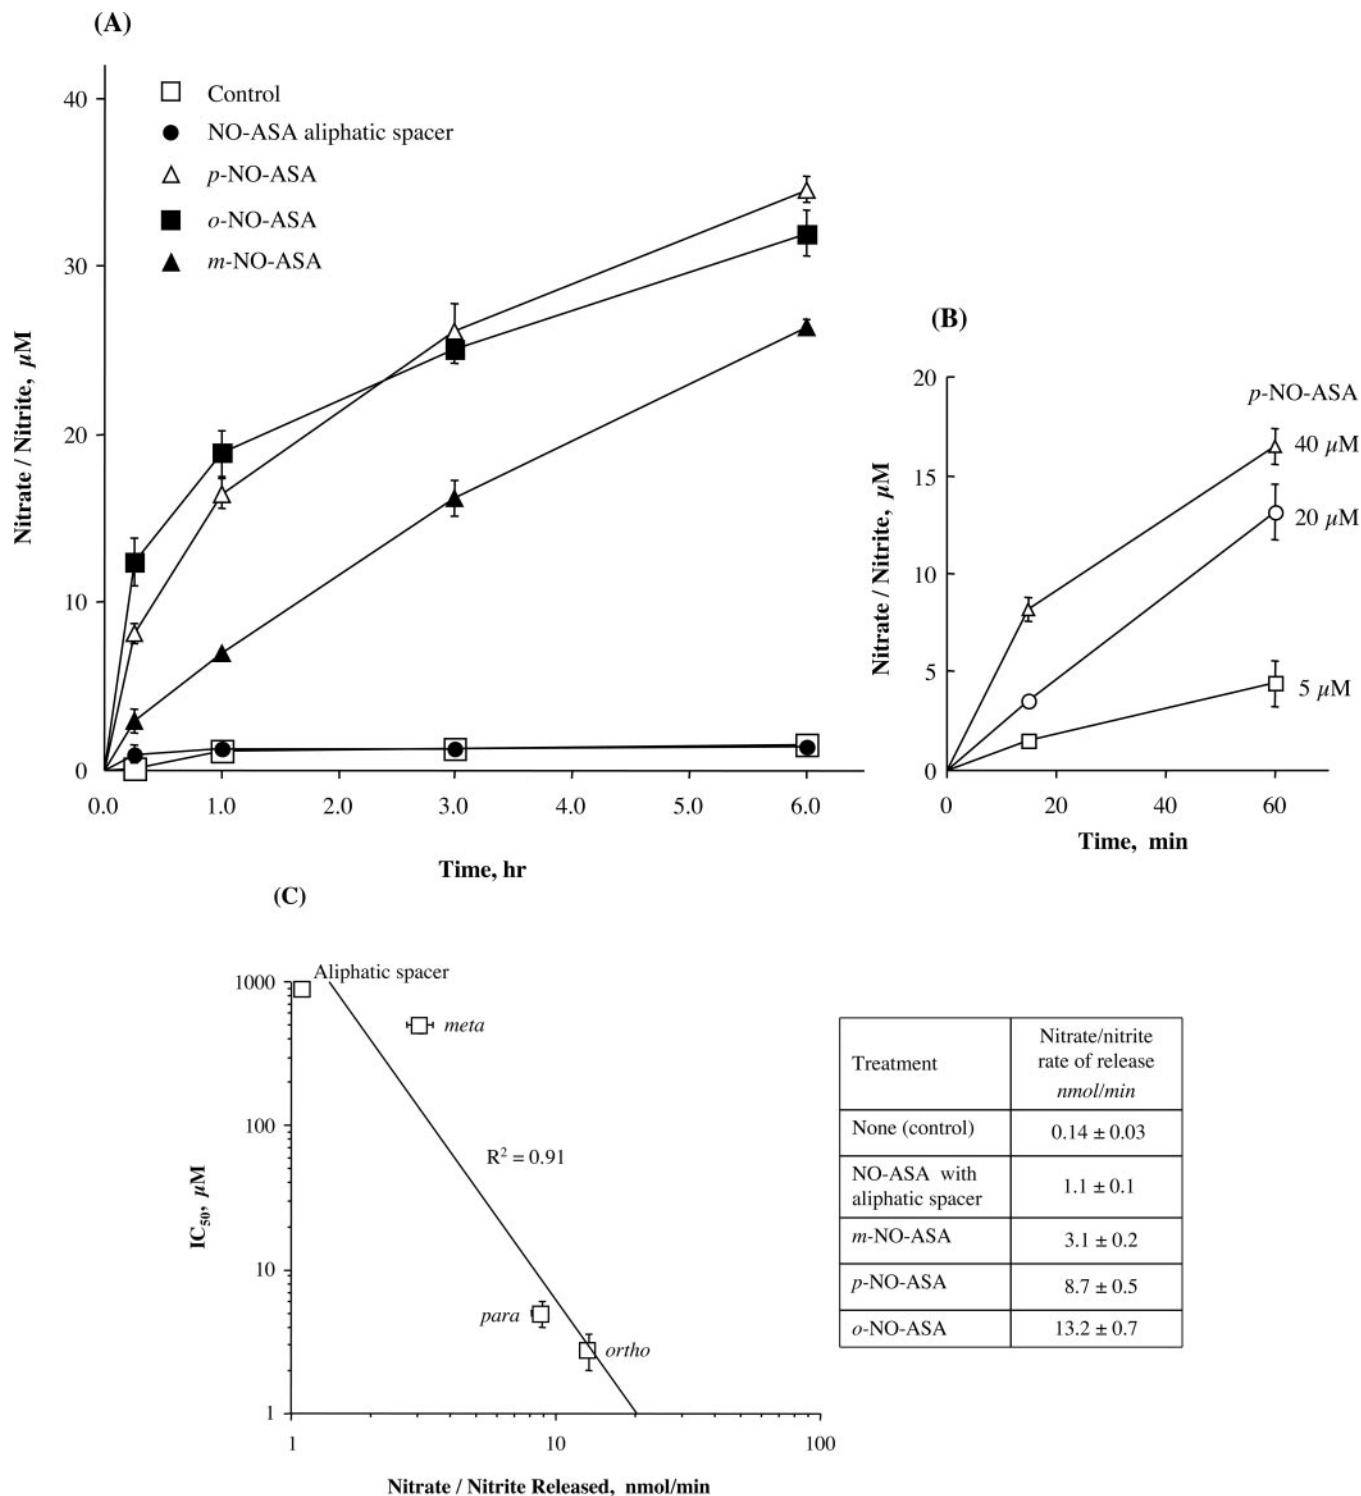 (A)
Nitrate / Nitrite, µM
40
30
20
10
0
Control
NO-ASA aliphatic spacer
p-NO-ASA
o-NO-ASA
m-NO-ASA
0.0
1.0
2.0
3.0
4.0
5.0
6.0
Time, hr
(B)
Nitrate / Nitrite, µM
20
15
10
5
0
p-NO-ASA
40 µM
20 µM
5 µM
0
20
40
60
Time, min
(C)
IC50, µM
1000
100
10
1
Aliphatic spacer
meta
R² = 0.91
para
ortho
1
10
100
Nitrate / Nitrite Released, nmol/min
Treatment
Nitrate/nitrite
rate of release
nmol/min
None (control)
0.14 ± 0.03
NO-ASA with
aliphatic spacer
1.1 ± 0.1
m-NO-ASA
3.1 ± 0.2
p-NO-ASA
8.7 ± 0.5
o-NO-ASA
13.2 ± 0.7